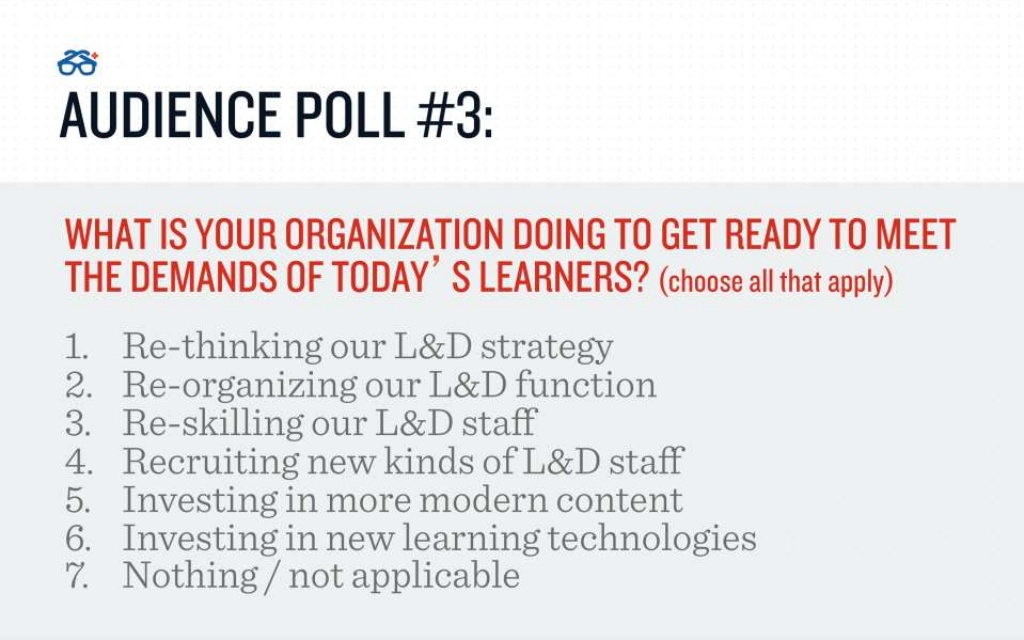 AUDIENCE POLL #3:
WHAT IS YOUR ORGANIZATION DOING TO GET READY TO MEET
THE DEMANDS OF TODAY’ S LEARNERS? (choose all that apply)
1. Re-thinking our L&D strategy
2. Re-organizing our L&D function
3. Re-skilling our L&D staff
4. Recruiting new kinds of L&D staff
5. Investing in more modern content
6. Investing in new learning technologies
7. Nothing / not applicable